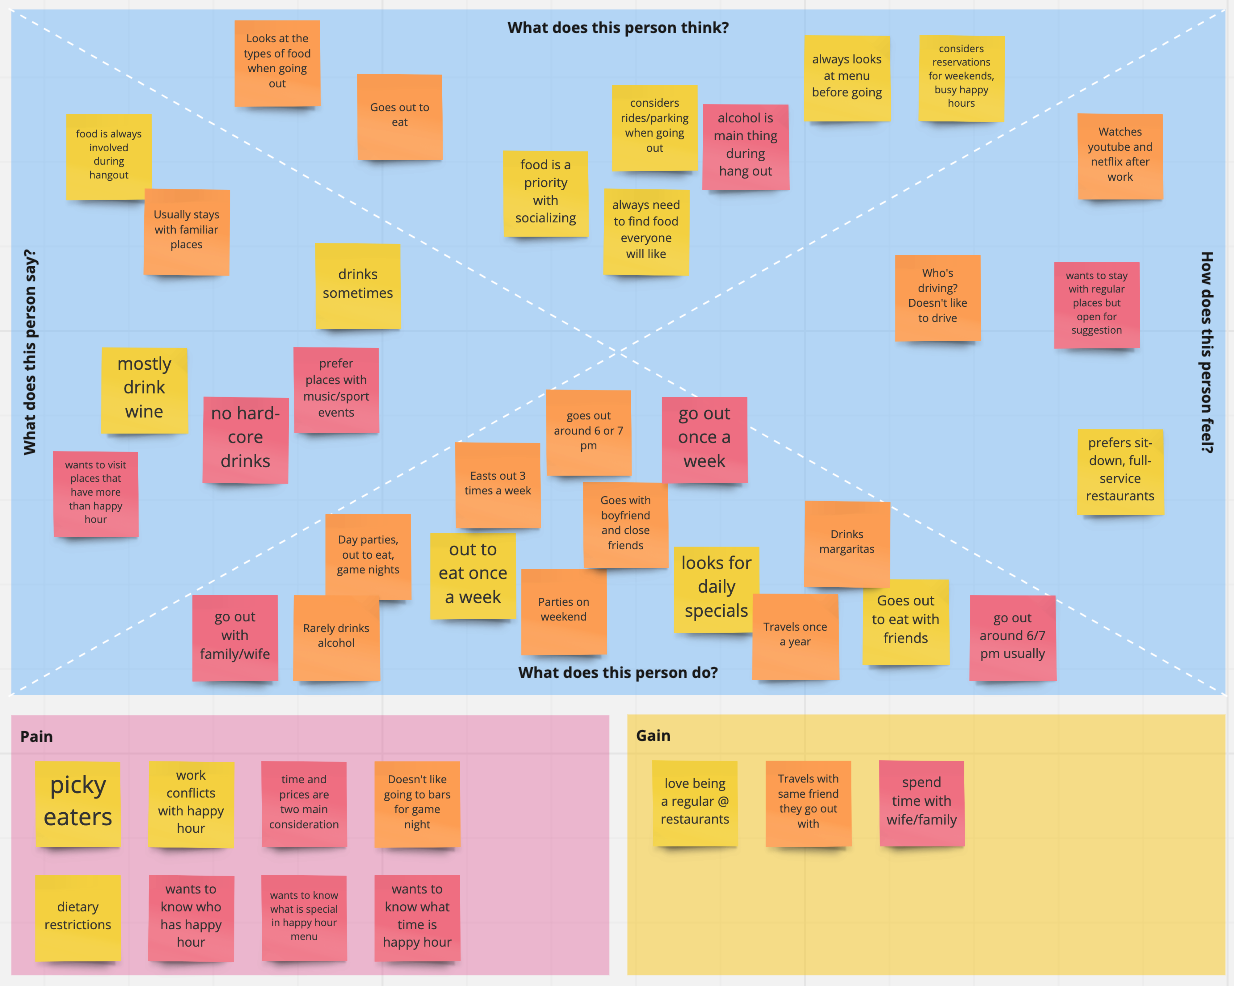 What does this person think?
Looks at the
types of food
when going
out
Goes out to
eat
considers
rides/parking
when going
out
alcohol is
main thing
during
hang out
always looks
at menu
before going
considers
reservations
for weekends,
busy happy
hours
food is a
priority
with
socializing
always need
to find food
everyone
will like
What does this person say?
food is always
involved
during
hangout
Usually stays
with familiar
places
drinks
sometimes
mostly
drink
wine
no hard-
core
drinks
prefer
places with
music/sport
events
wants to visit
places that
have more
than happy
hour
How does this person feel?
Watches
youtube and
netflix after
work
Who's
driving?
Doesn't like
to drive
wants to stay
with regular
places but
open for
suggestion
prefers sit-
down, full-
service
restaurants
goes out
around 6 or 7
pm
go out
once a
week
Easts out 3
times a week
Goes with
boyfriend
and close
friends
Day parties,
out to eat,
game nights
out to
eat once
a week
Parties on
weekend
looks for
daily
specials
Drinks
margaritas
go out
with
family/wife
Rarely drinks
alcohol
Travels once
a year
Goes out
to eat with
friends
go out
around 6/7
pm usually
What does this person do?
Pain
picky
eaters
work
conflicts
with happy
hour
time and
prices are
two main
consideration
Doesn't like
going to bars
for game
night
dietary
restrictions
wants to
know who
has happy
hour
wants to know
what is special
in happy hour
menu
wants to
know what
time is
happy hour
Gain
love being
a regular @
restaurants
Travels with
same friend
they go out
with
spend
time with
wife/family